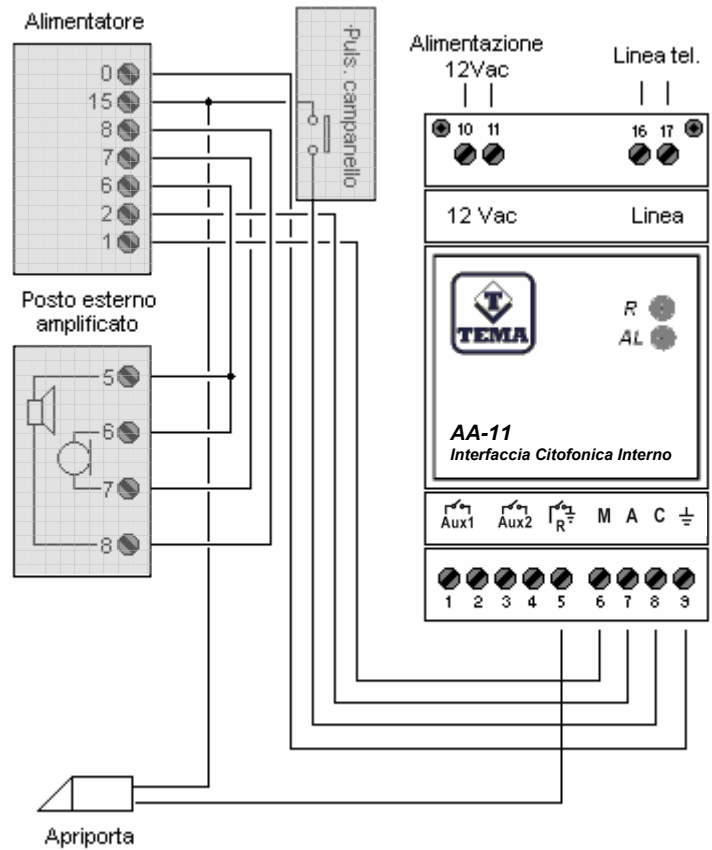 Alimentatore
0
15
8
7
6
2
1
Puls. campanello
Posto esterno
amplificato
5
6
7
8
Apriporta
Alimentazione
12Vac
Linea tel.
10 11
16 17
12 Vac
Linea
TEMA
R
AL
AA-11
Interfaccia Citofonica Interno
Aux1 Aux2 R M A C
1 2 3 4 5 6 7 8 9